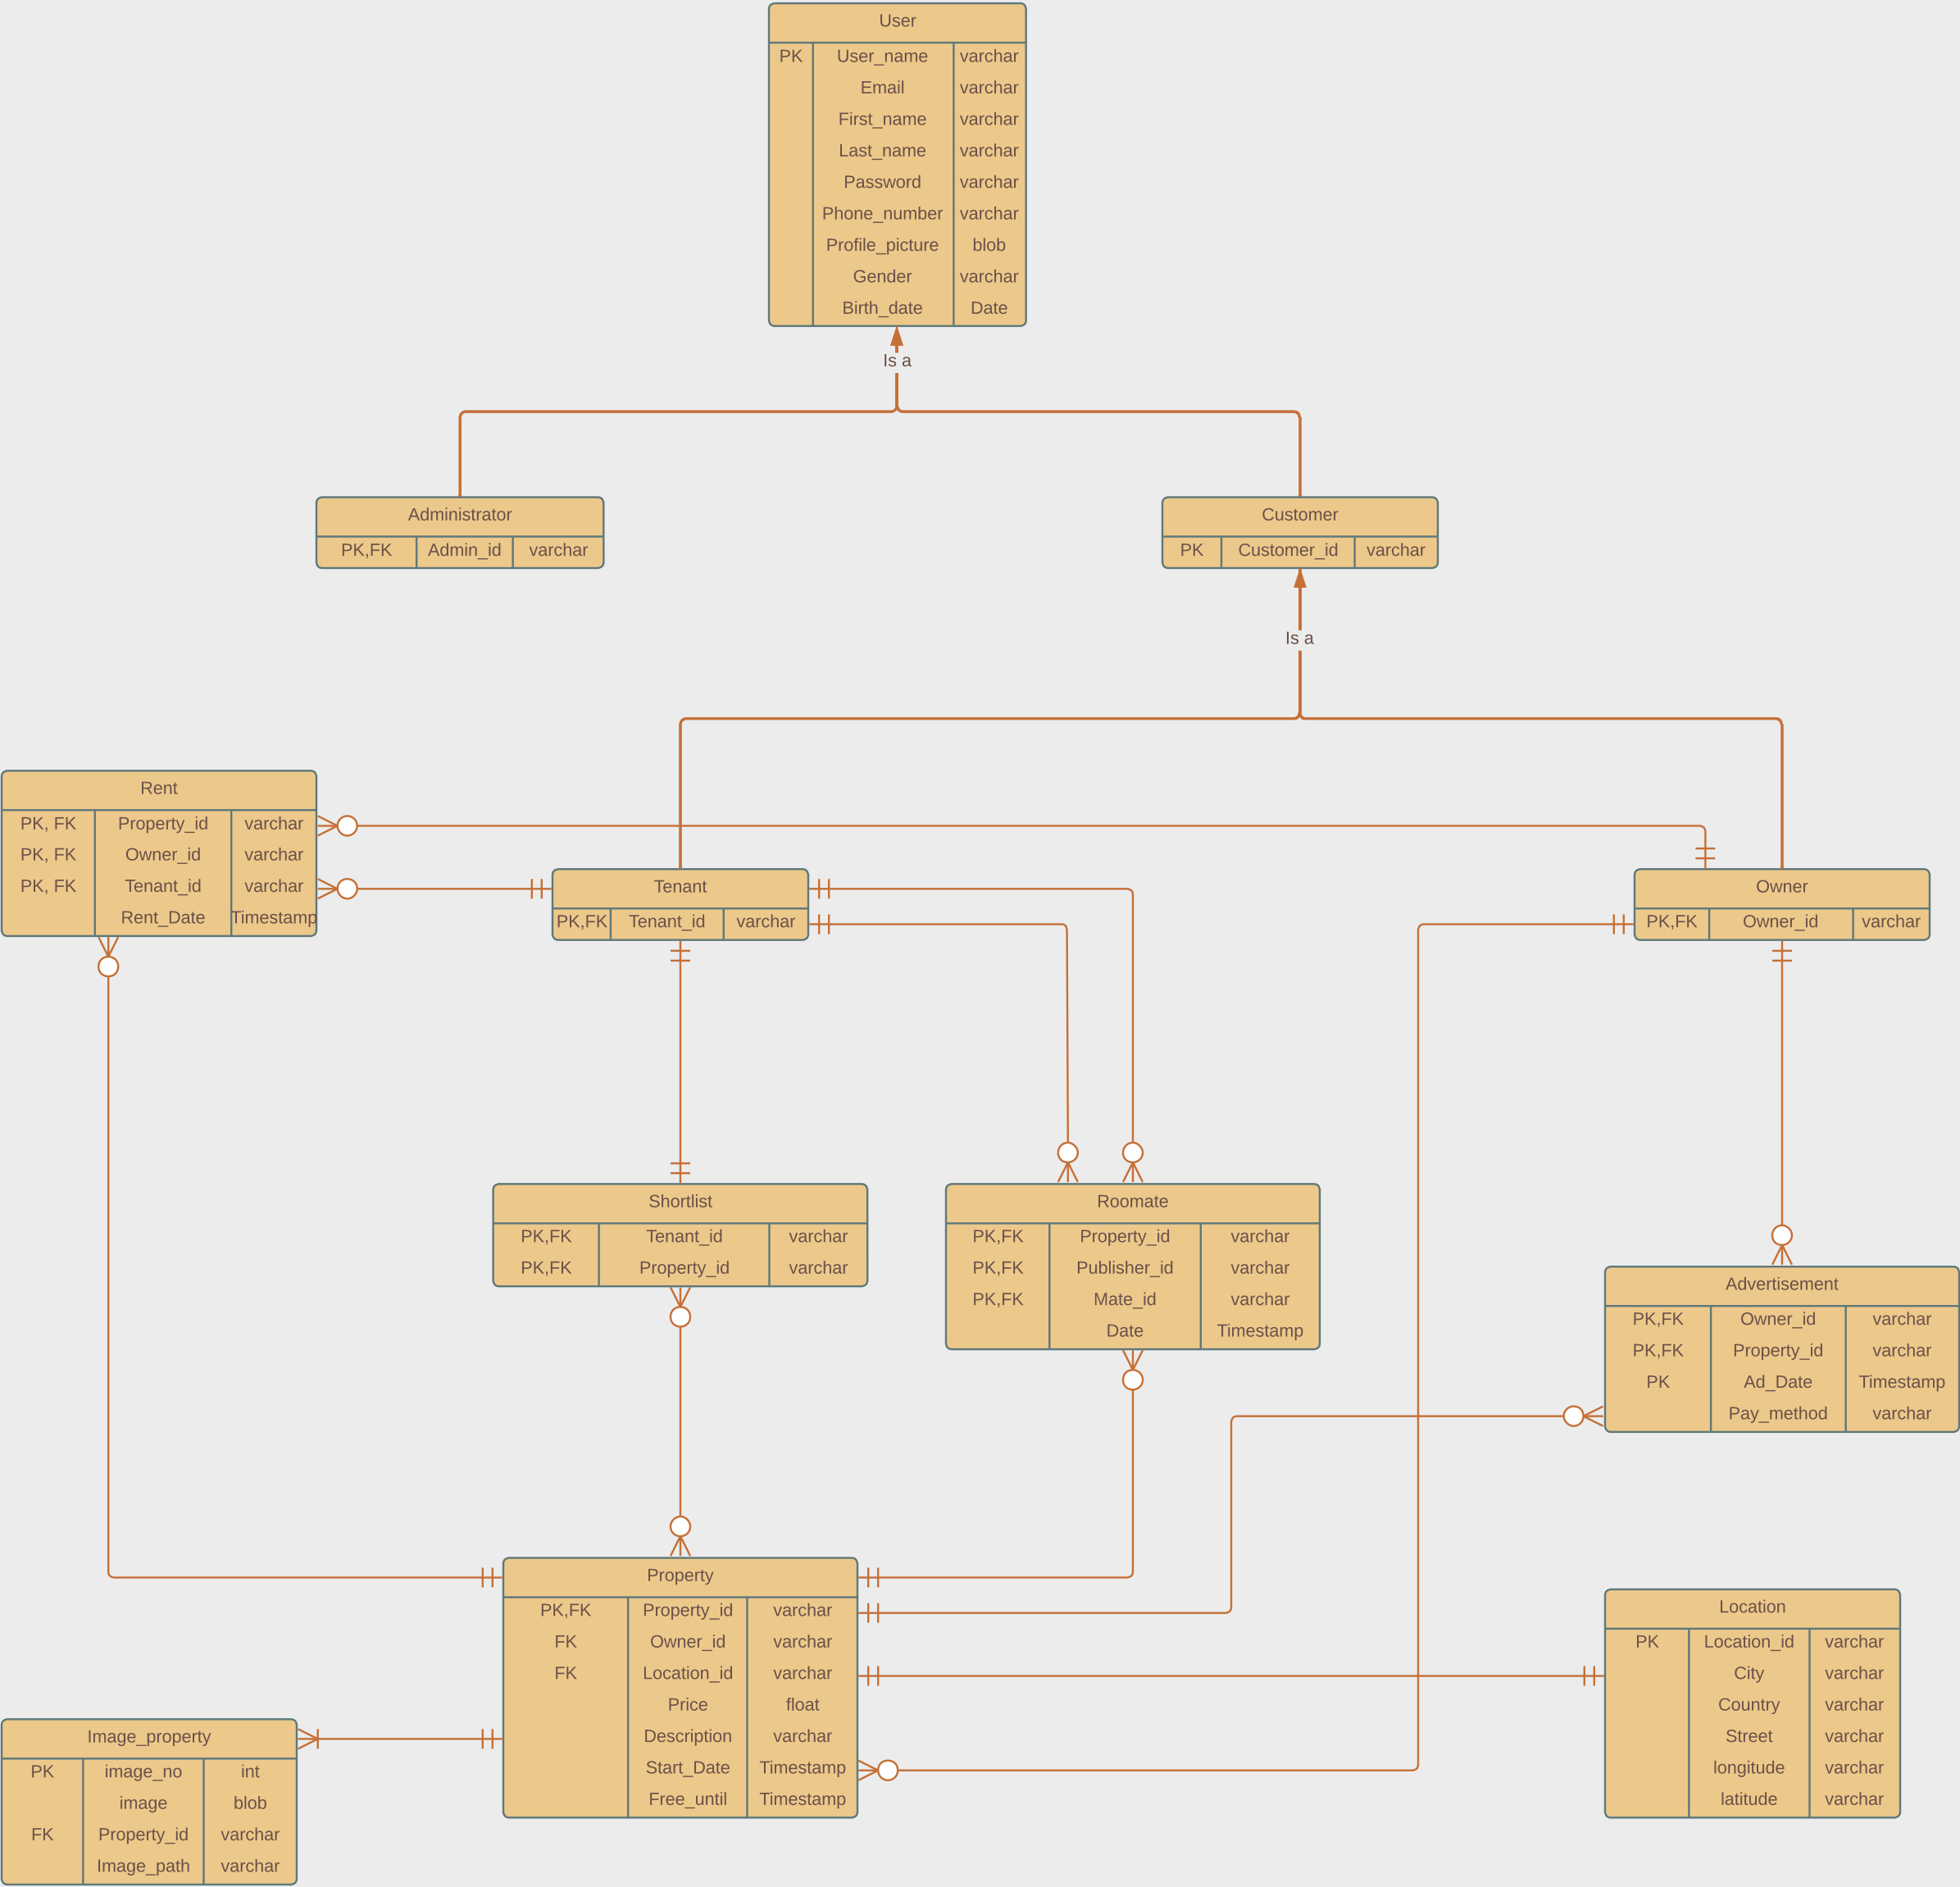 User
PK User_name varchar
Email varchar
First_name varchar
Last_name varchar
Password varchar
Phone_number varchar
Profile_picture blob
Gender varchar
Birth_date Date
Is a
Administrator
PK,FK Admin_id varchar
Customer
PK Customer_id varchar
Is a
Rent
PK, FK Property_id varchar
PK, FK Owner_id varchar
PK, FK Tenant_id varchar
Rent_Date Timestamp
Tenant
PK,FK Tenant_id varchar
Owner
PK,FK Owner_id varchar
Shortlist
PK,FK Tenant_id varchar
PK,FK Property_id varchar
Roomate
PK,FK Property_id varchar
PK,FK Publisher_id varchar
PK,FK Mate_id varchar
Date Timestamp
Advertisement
PK,FK Owner_id varchar
PK,FK Property_id varchar
PK Ad_Date Timestamp
Pay_method varchar
Property
PK,FK Property_id varchar
FK Owner_id varchar
FK Location_id varchar
Price float
Description varchar
Start_Date Timestamp
Free_until Timestamp
Location
PK Location_id varchar
City varchar
Country varchar
Street varchar
longitude varchar
latitude varchar
Image_property
PK image_no int
image blob
FK Property_id varchar
Image_path varchar